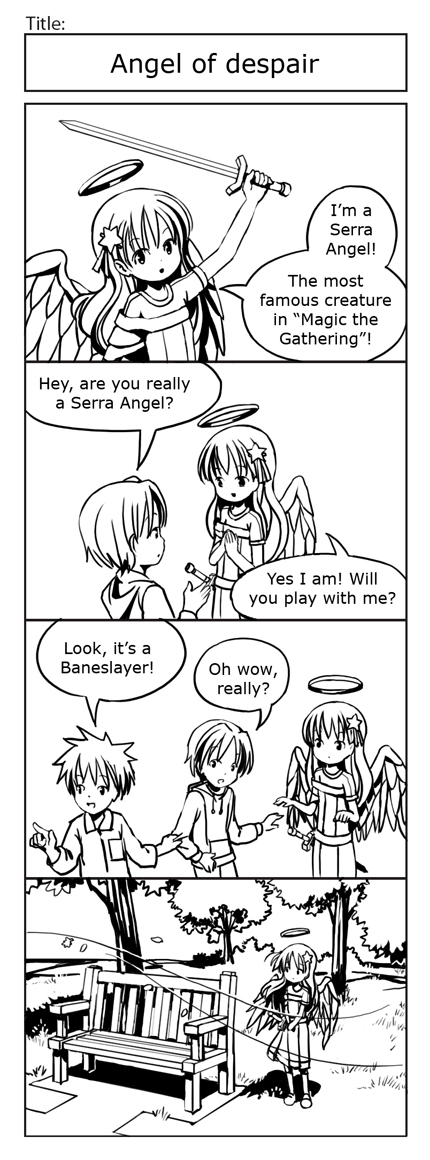 Title:
Angel of despair
I'm a
Serra
Angel!
The most
famous creature
in “Magic the
Gathering”!
Hey, are you really
a Serra Angel?
Yes I am! Will
you play with me?
Look, it's a
Baneslayer!
Oh wow,
really?